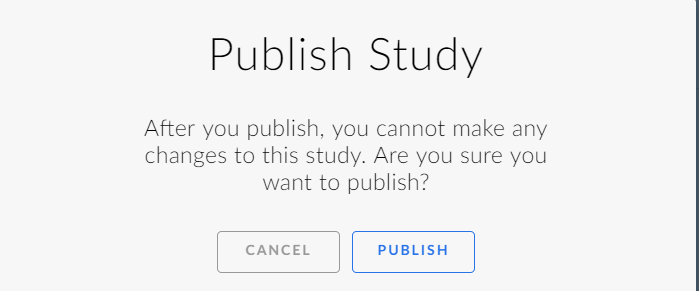 Publish Study
After you publish, you cannot make any
changes to this study. Are you sure you
want to publish?
CANCEL PUBLISH